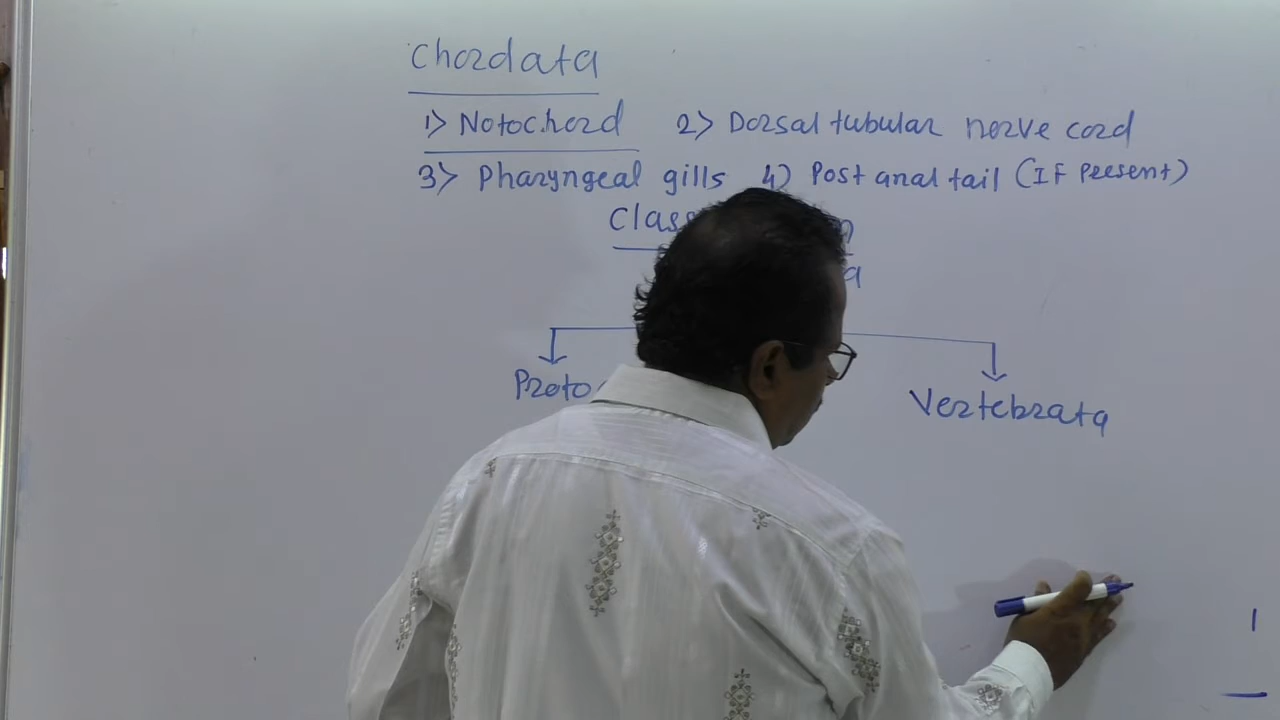 Chordata
1) Notochord 2) Dorsal tubular nerve cord
3) Pharyngeal gills 4) Post anal tail (IF Present)
Vertebrata